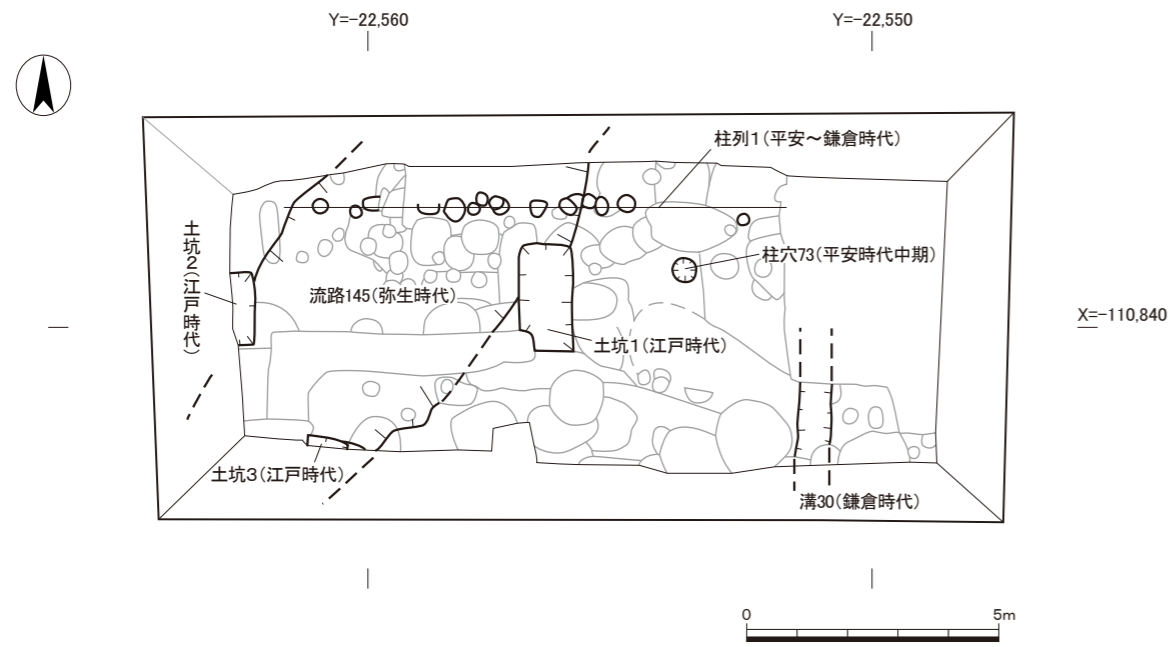 Y=-22,560
Y=-22,550
柱列1(平安～鎌倉時代)
土坑2(江戸時代)
柱穴73(平安時代中期)
流路145(弥生時代)
X=-110,840
土坑1(江戸時代)
土坑3(江戸時代)
溝30(鎌倉時代)
0
5m